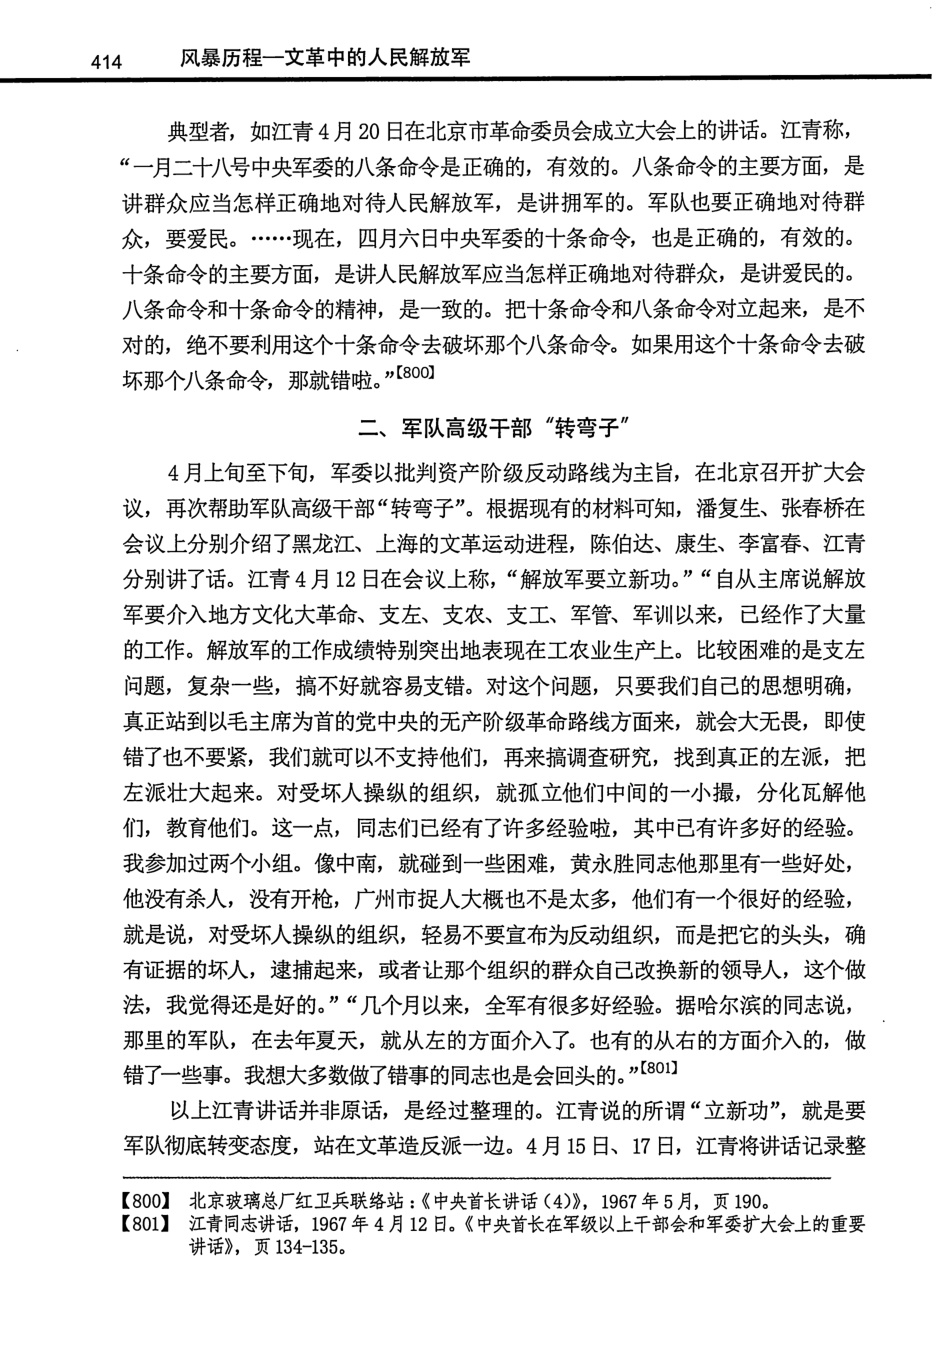 414 风暴历程—文革中的人民解放军
典型者，如江青4月20日在北京市革命委员会成立大会上的讲话。江青称，
“一月二十八号中央军委的八条命令是正确的，有效的。八条命令的主要方面，是
讲群众应当怎样正确地对待人民解放军，是讲拥军的。军队也要正确地对待群
众，要爱民。……现在，四月六日中央军委的十条命令，也是正确的，有效的。
十条命令的主要方面，是讲人民解放军应当怎样正确地对待群众，是讲爱民的。
八条命令和十条命令的精神，是一致的。把十条命令和八条命令对立起来，是不
对的，绝不要利用这个十条命令去破坏那个八条命令。如果用这个十条命令去破
坏那个八条命令，那就错啦。”【800】
二、军队高级干部“转弯子”
4月上旬至下旬，军委以批判资产阶级反动路线为主旨，在北京召开扩大会
议，再次帮助军队高级干部“转弯子”。根据现有的材料可知，潘复生、张春桥在
会议上分别介绍了黑龙江、上海的文革运动进程，陈伯达、康生、李富春、江青
分别讲了话。江青4月12日在会议上称，“解放军要立新功。”“自从主席说解放
军要介入地方文化大革命、支左、支农、支工、军管、军训以来，已经作了大量
的工作。解放军的工作成绩特别突出地表现在工农业生产上。比较困难的是支左
问题，复杂一些，搞不好就容易支错。对这个问题，只要我们自己的思想明确，
真正站到以毛主席为首的党中央的无产阶级革命路线方面来，就会大无畏，即使
错了也不要紧，我们就可以不支持他们，再来搞调查研究，找到真正的左派，把
左派壮大起来。对受坏人操纵的组织，就孤立他们中间的一小撮，分化瓦解他
们，教育他们。这一点，同志们已经有了许多经验啦，其中已有许多好的经验。
我参加过两个小组。像中南，就碰到一些困难，黄永胜同志他那里有一些好处，
他没有杀人，没有开枪，广州市捉人大概也不是太多，他们有一个很好的经验，
就是说，对受坏人操纵的组织，轻易不要宣布为反动组织，而是把它的头头，确
有证据的坏人，逮捕起来，或者让那个组织的群众自己改换新的领导人，这个做
法，我觉得还是好的。”“几个月以来，全军有很多好经验。据哈尔滨的同志说，
那里的军队，在去年夏天，就从左的方面介入了。也有的从右的方面介入的，做
错了一些事。我想大多数做了错事的同志也是会回头的。”【801】
以上江青讲话并非原话，是经过整理的。江青说的所谓“立新功”，就是要
军队彻底转变态度，站在文革造反派一边。4月15日、17日，江青将讲话记录整
【800】 北京玻璃总厂红卫兵联络站：《中央首长讲话（4）》，1967年5月，页190。
【801】 江青同志讲话，1967年4月12日。《中央首长在军级以上干部会和军委扩大会上的重要
讲话》，页134-135。